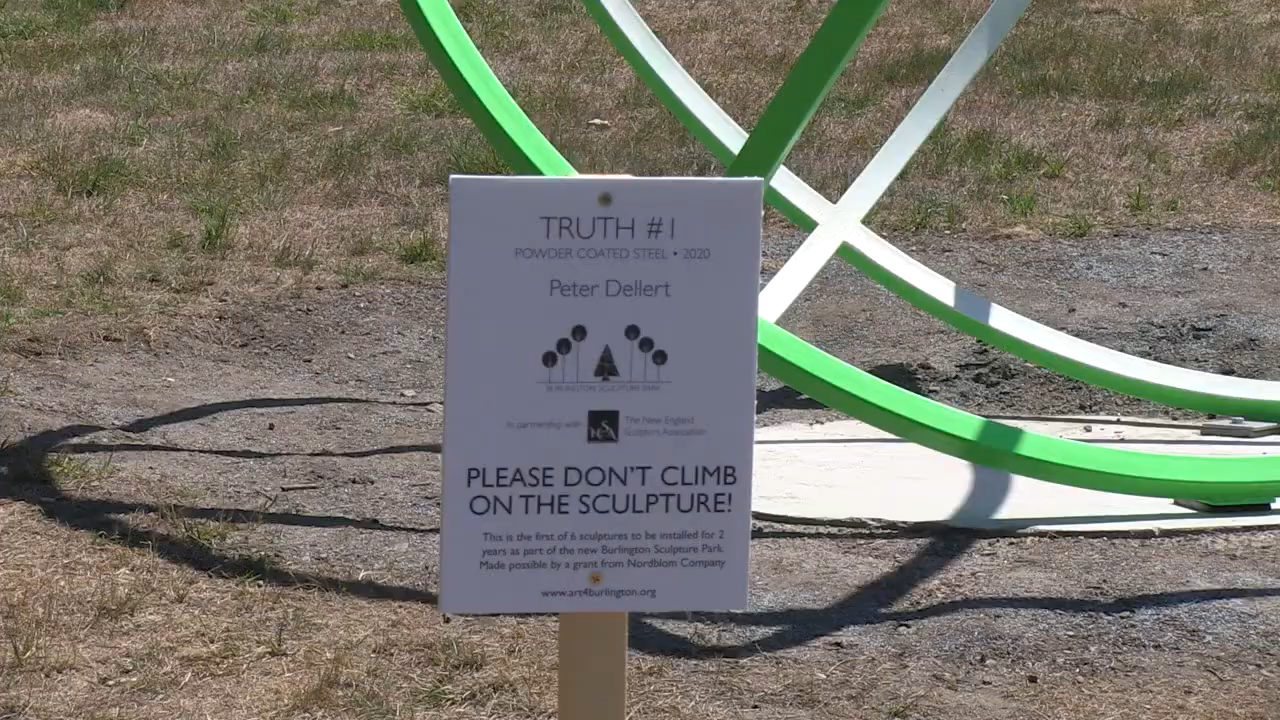 TRUTH #1
POWDER COATED STEEL • 2020
Peter Dellert
BURLINGTON SCULPTURE PARK
In partnership with
The New England
Sculptors Association
PLEASE DON'T CLIMB
ON THE SCULPTURE!
This is the first of 6 sculptures to be installed for 2
years as part of the new Burlington Sculpture Park.
Made possible by a grant from Nordblom Company
www.art4burlington.org